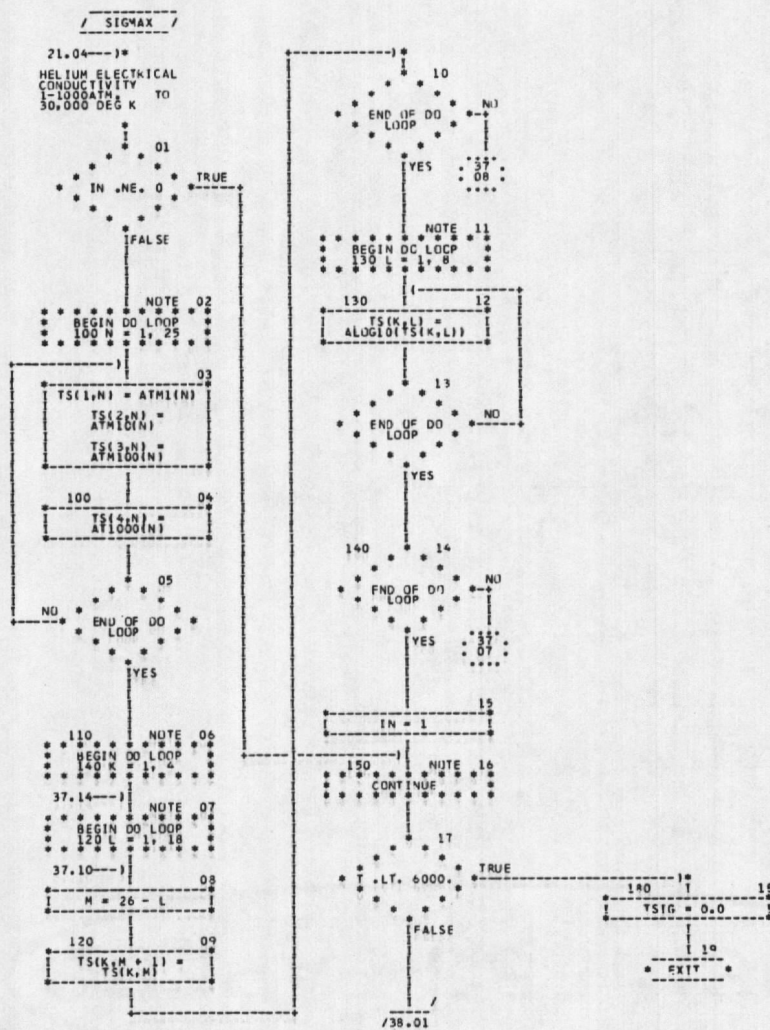 / SIGMAX /
21.04---)*
HELIUM ELECTRICAL
CONDUCTIVITY
1-1000ATM. TO
30,000 DEG K
01
IN .NE. 0
TRUE
FALSE
NOTE 02
BEGIN DO LOOP
100 N = 1, 25
03
TS(1,N) = ATM1(N)
TS(2,N) =
ATM10(N)
TS(3,N) =
ATM100(N)
100 04
TS(4,N) =
AT1000(N)
05
NO
END OF DO
LOOP
YES
110 NOTE 06
BEGIN DO LOOP
140 K = 1, 4
37.14---)
NOTE 07
BEGIN DO LOOP
120 L = 1, 18
37.10---)
08
M = 26 - L
120 09
TS(K,M + 1) =
TS(K,M)
10
END OF DO
LOOP
NO
37
08
YES
NOTE 11
BEGIN DO LOOP
130 L = 1, 8
130 12
TS(K,L) =
ALOG10(TS(K,L))
13
END OF DO
LOOP
NO
YES
140 14
END OF DO
LOOP
NO
37
07
YES
15
IN = 1
150 NOTE 16
CONTINUE
17
T .LT. 6000.
TRUE
FALSE
/38.01
180 18
TSIG = 0.0
19
EXIT